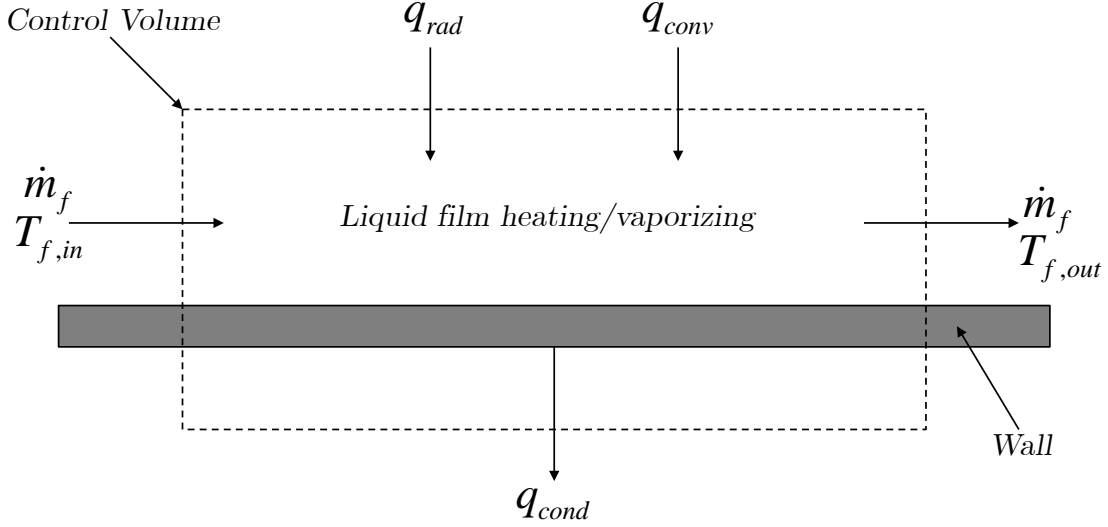 Control Volume
q_rad
q_conv
ṁ_f
T_f,in
Liquid film heating/vaporizing
ṁ_f
T_f,out
Wall
q_cond